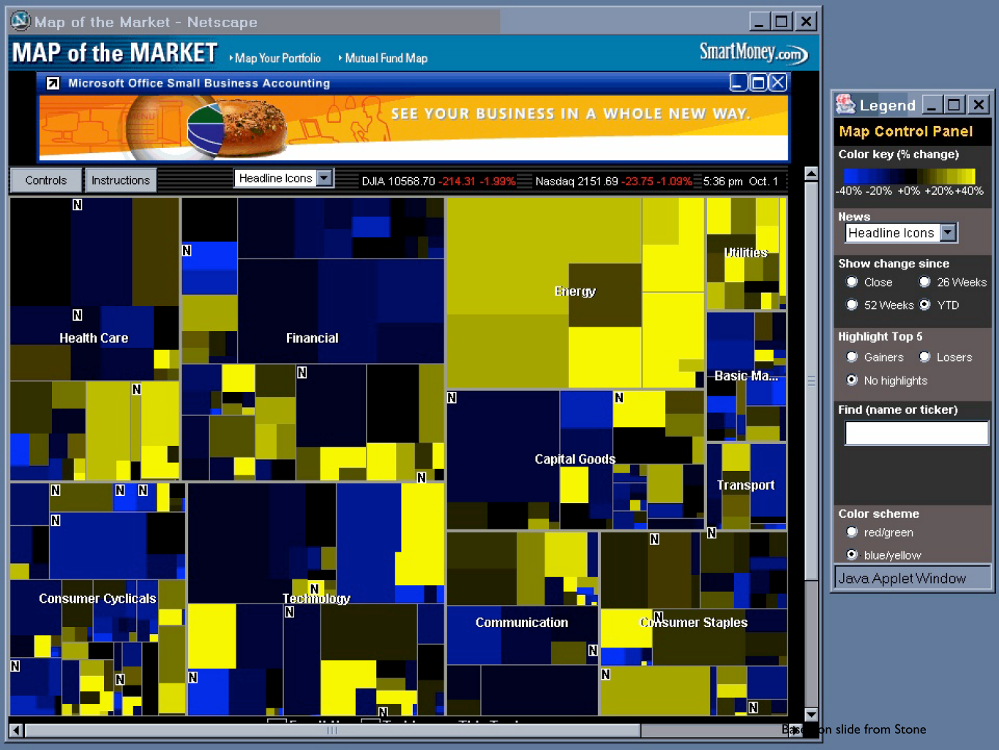 Map of the Market - Netscape
MAP of the MARKET
Map Your Portfolio
Mutual Fund Map
SmartMoney.com
Microsoft Office Small Business Accounting
MENU
SEE YOUR BUSINESS IN A WHOLE NEW WAY.
Controls
Instructions
Headline Icons
DJIA 10568.70 -214.31 -1.99%
Nasdaq 2151.69 -23.75 -1.09%
5:36 pm Oct. 1
N
N
Health Care
N
N
Financial
N
N
Energy
Utilities
Basic Ma...
N
N
Capital Goods
Transport
N
N
N
N
N
Consumer Cyclicals
N
N
N
Technology
N
N
N
Communication
N
N
N
Consumer Staples
N
N
Legend
Map Control Panel
Color key (% change)
-40% -20% +0% +20% +40%
News
Headline Icons
Show change since
Close
26 Weeks
52 Weeks
YTD
Highlight Top 5
Gainers
Losers
No highlights
Find (name or ticker)
Color scheme
red/green
blue/yellow
Java Applet Window
Based on slide from Stone